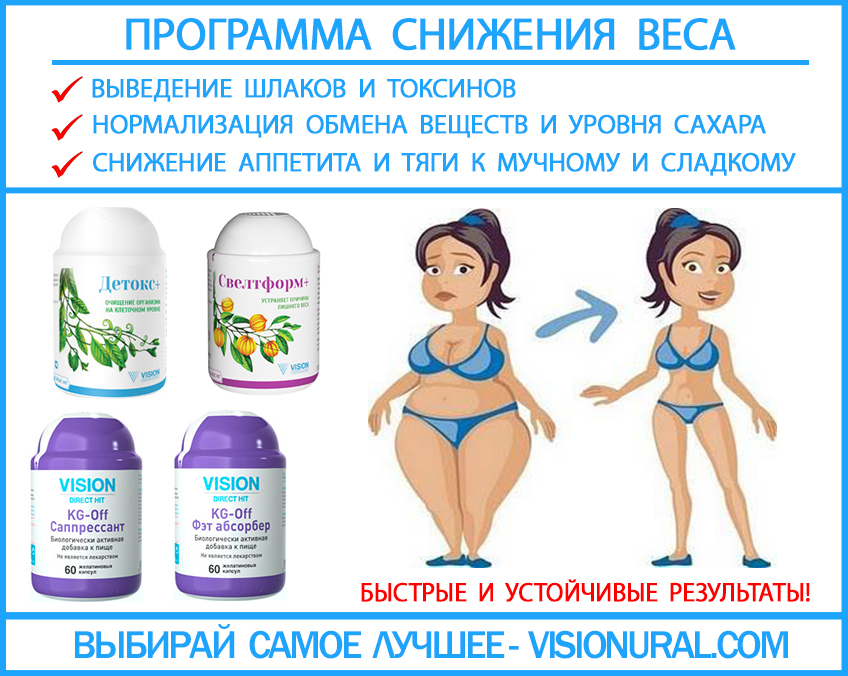 ПРОГРАММА СНИЖЕНИЯ ВЕСА
ВЫВЕДЕНИЕ ШЛАКОВ И ТОКСИНОВ
НОРМАЛИЗАЦИЯ ОБМЕНА ВЕЩЕСТВ И УРОВНЯ САХАРА
СНИЖЕНИЕ АППЕТИТА И ТЯГИ К МУЧНОМУ И СЛАДКОМУ
Детокс+
ОЧИЩЕНИЕ ОРГАНИЗМА
НА КЛЕТОЧНОМ УРОВНЕ
VISION
Свелтформ+
УСТРАНЯЕТ ПРИЧИНЫ
ЛИШНЕГО ВЕСА
VISION
VISION
DIRECT HIT
KG-Off
Саппрессант
Биологически активная
добавка к пище
Не является лекарством
60 желатиновых
капсул
VISION
DIRECT HIT
KG-Off
Фэт абсорбер
Биологически активная
добавка к пище
Не является лекарством
60 желатиновых
капсул
БЫСТРЫЕ И УСТОЙЧИВЫЕ РЕЗУЛЬТАТЫ!
ВЫБИРАЙ САМОЕ ЛУЧШЕЕ - VISIONURAL.COM